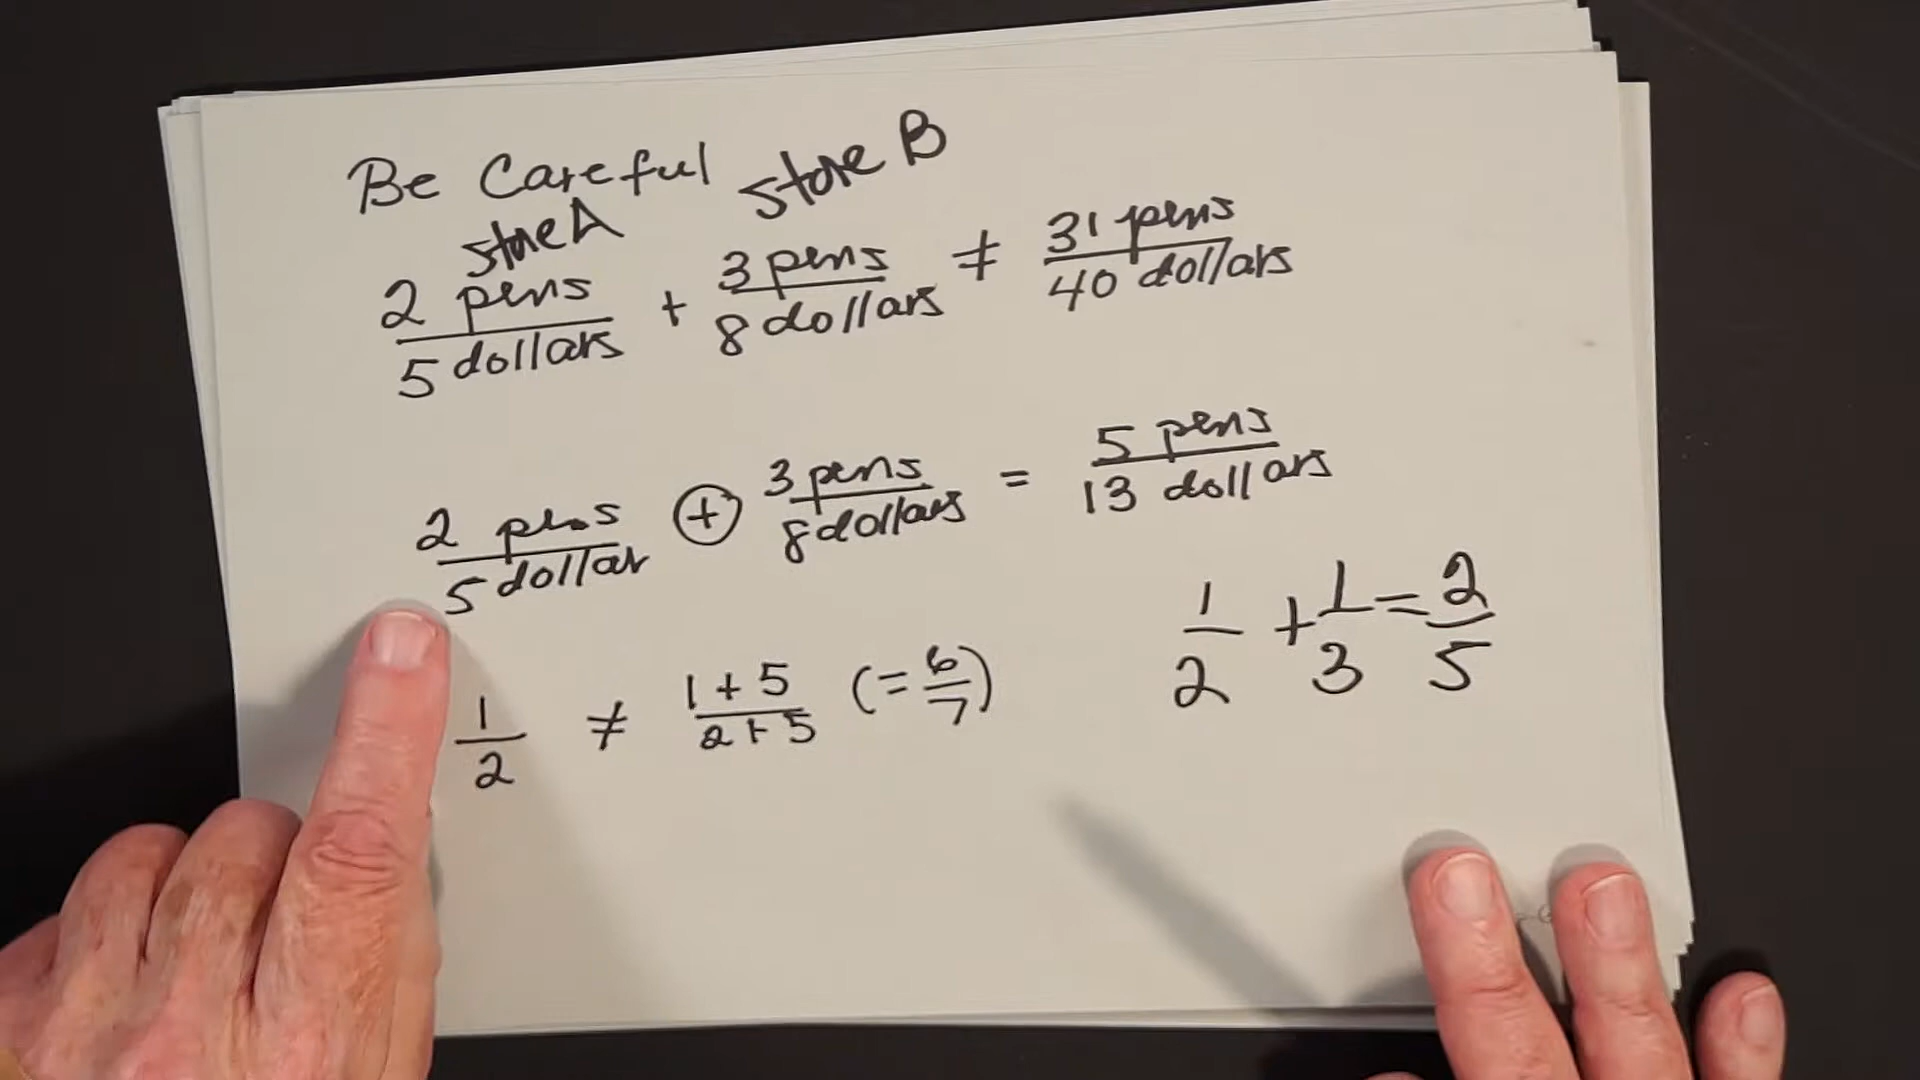 Be Careful
store A store B
2 pens / 5 dollars + 3 pens / 8 dollars ≠ 31 pens / 40 dollars
2 pens / 5 dollar ⊕ 3 pens / 8 dollars = 5 pens / 13 dollars
1/2 + 1/3 = 2/5
1/2 ≠ 1+5 / 2+5 (= 6/7)